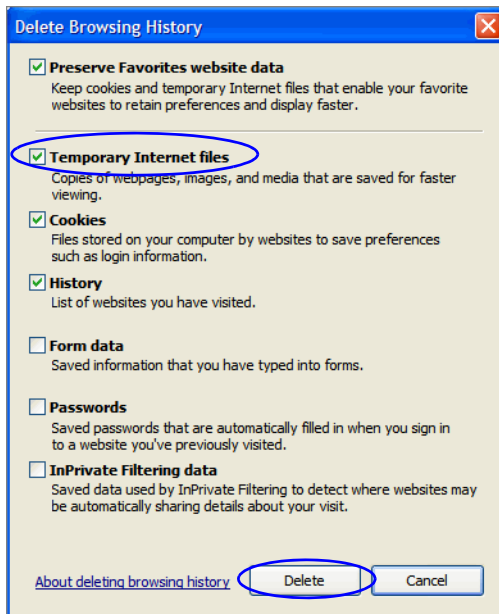 Delete Browsing History
Preserve Favorites website data
Keep cookies and temporary Internet files that enable your favorite
websites to retain preferences and display faster.
Temporary Internet files
Copies of webpages, images, and media that are saved for faster
viewing.
Cookies
Files stored on your computer by websites to save preferences
such as login information.
History
List of websites you have visited.
Form data
Saved information that you have typed into forms.
Passwords
Saved passwords that are automatically filled in when you sign in
to a website you've previously visited.
InPrivate Filtering data
Saved data used by InPrivate Filtering to detect where websites may
be automatically sharing details about your visit.
About deleting browsing history Delete Cancel